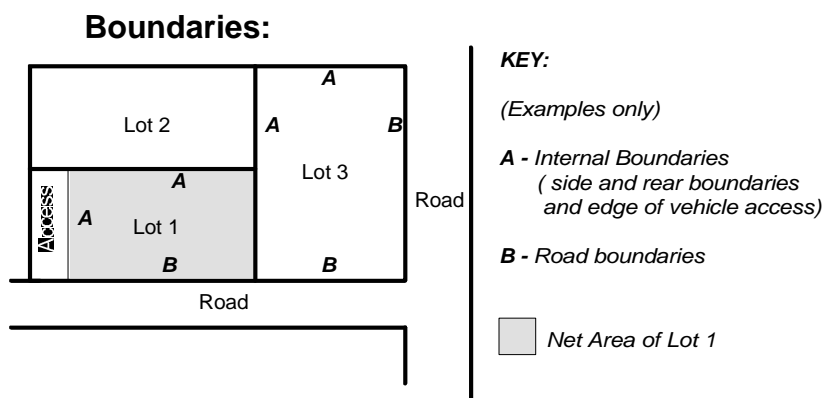 Boundaries:
A
Lot 2
A
B
Lot 3
A
Access
A
Lot 1
B
B
Road
Road
KEY:
(Examples only)
A - Internal Boundaries
( side and rear boundaries
and edge of vehicle access)
B - Road boundaries
Net Area of Lot 1